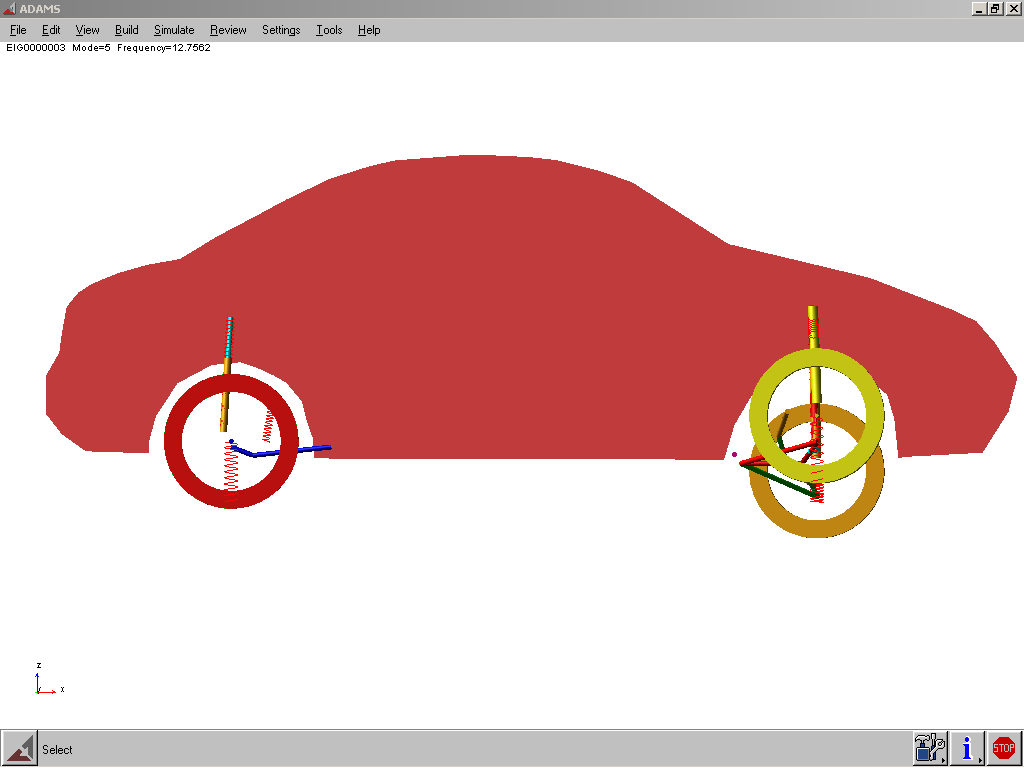 ADAMS
File Edit View Build Simulate Review Settings Tools Help
EIG0000003 Mode=5 Frequency=12.7562
z
y x
Select
i STOP